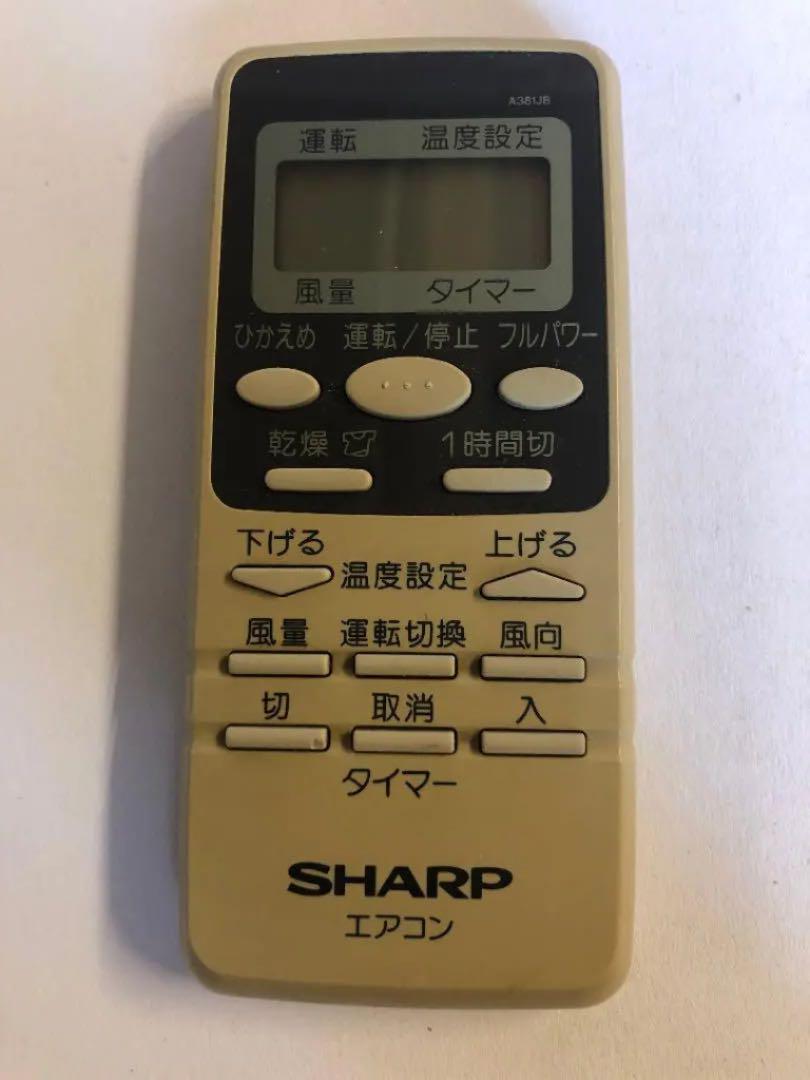 A381JB
運転 温度設定
風量 タイマー
ひかえめ 運転/停止 フルパワー
乾燥 1時間切
下げる 上げる
温度設定
風量 運転切換 風向
切 取消 入
タイマー
SHARP
エアコン